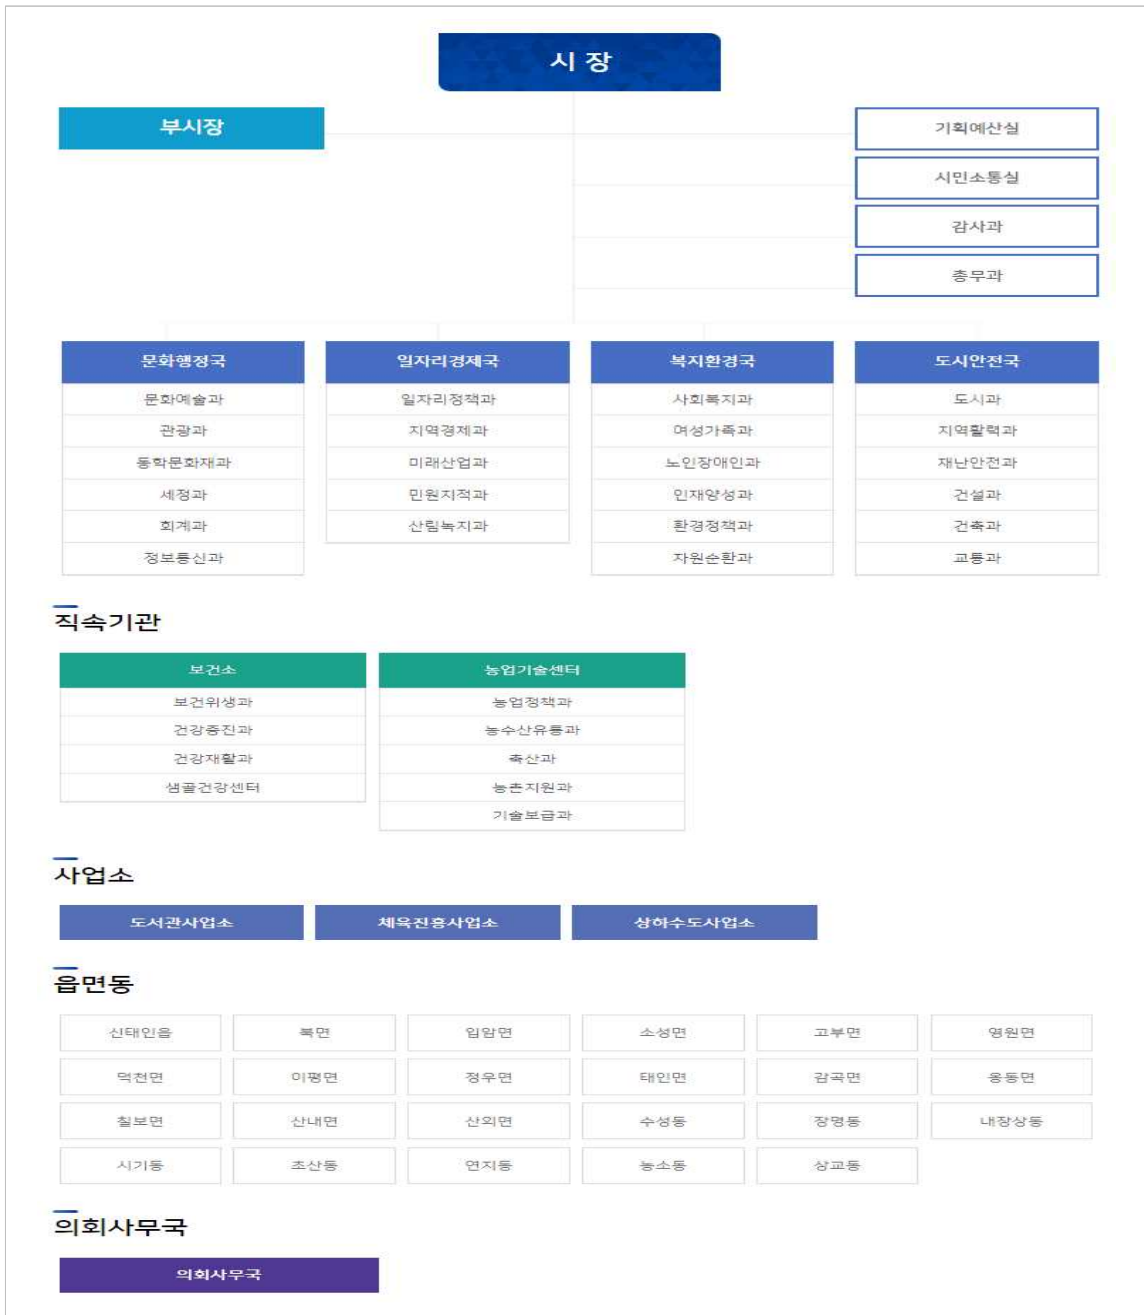 시 장
부시장
기획예산실
시민소통실
감사과
총무과
문화행정국 일자리경제국 복지환경국 도시안전국
문화예술과 일자리정책과 사회복지과 도시과
관광과 지역경제과 여성가족과 지역활력과
동학문화재과 미래산업과 노인장애인과 재난안전과
세정과 민원지적과 인재양성과 건설과
회계과 산림녹지과 환경정책과 건축과
정보통신과 자원순환과 교통과
직속기관
보건소 농업기술센터
보건위생과 농업정책과
건강증진과 농수산유통과
건강재활과 축산과
샘골건강센터 농촌지원과
기술보급과
사업소
도서관사업소 체육진흥사업소 상하수도사업소
읍면동
신태인읍 북면 입암면 소성면 고부면 영원면
덕천면 이평면 정우면 태인면 감곡면 옹동면
칠보면 산내면 산외면 수성동 장명동 내장상동
시기동 초산동 연지동 농소동 상교동
의회사무국
의회사무국